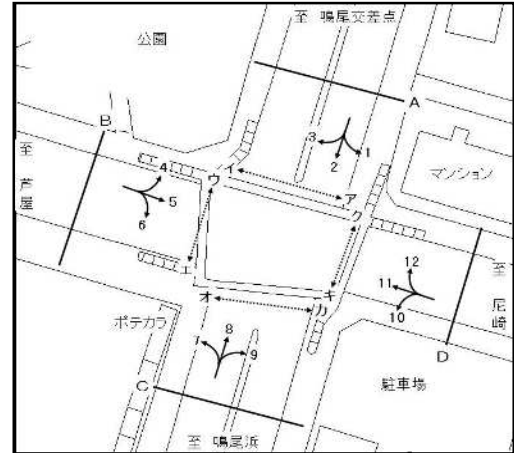 至 鳴尾交差点
公園
A
B
3
2
1
マンション
至 芦屋
4
5
6
ウ
イ
ア
ク
エ
オ
カ
キ
12
11
10
至 尼崎
D
ポテカラ
7
8
9
C
駐車場
至 鳴尾浜